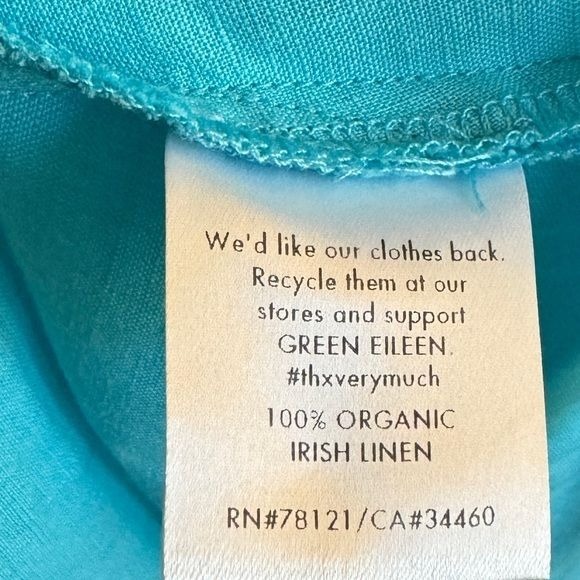 We'd like our clothes back.
Recycle them at our
stores and support
GREEN EILEEN.
#thxverymuch
100% ORGANIC
IRISH LINEN
RN#78121/CA#34460